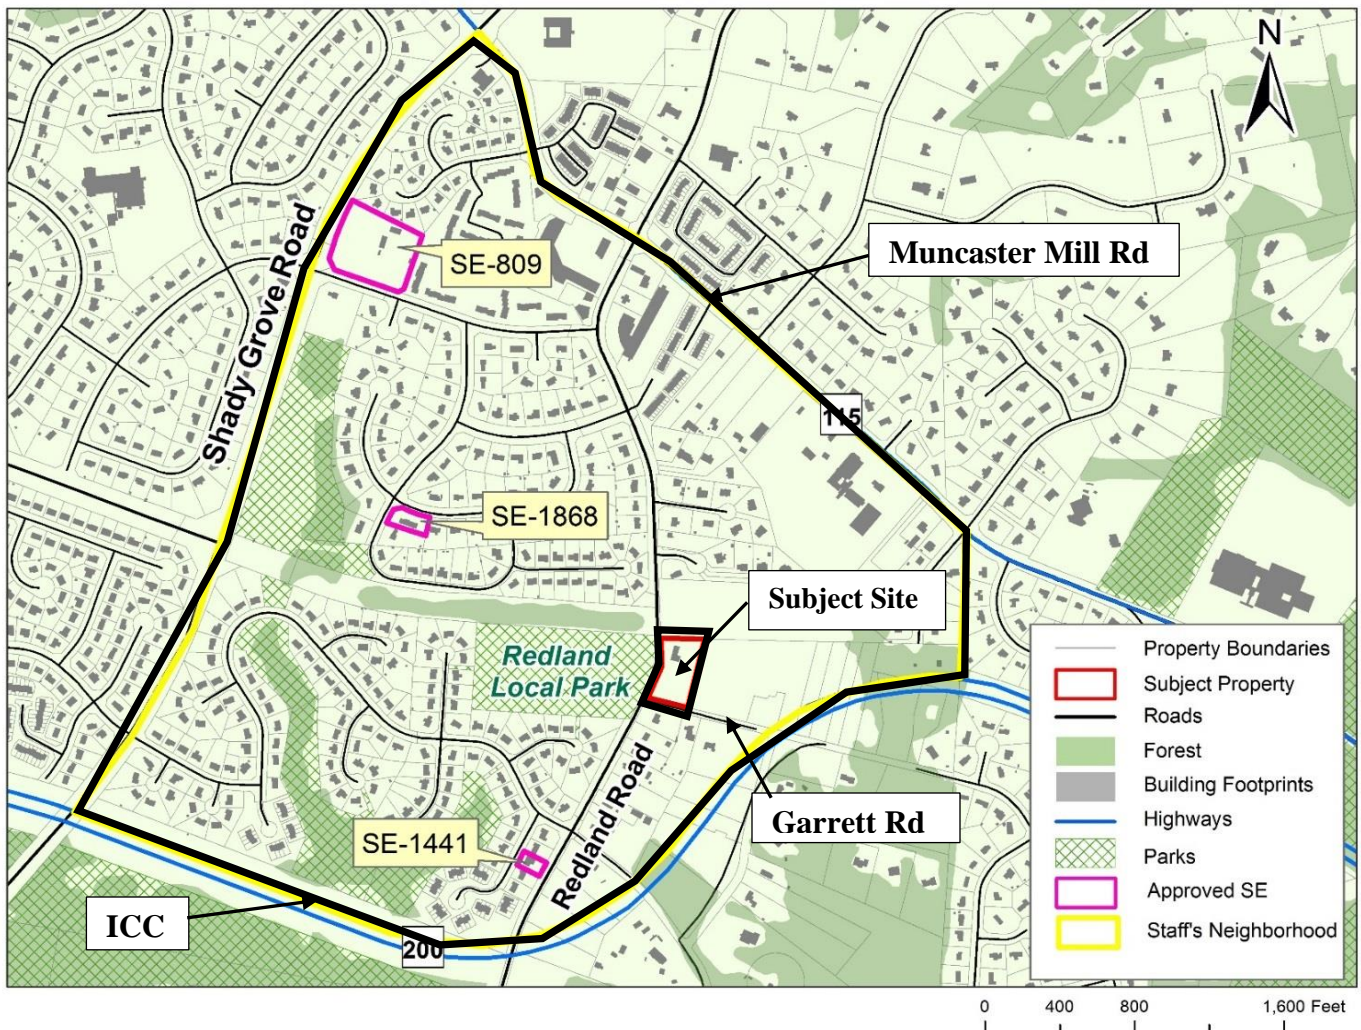 N
Muncaster Mill Rd
SE-809
Shady Grove Road
115
SE-1868
Subject Site
Redland
Local Park
Property Boundaries
Subject Property
Roads
Forest
Building Footprints
Highways
Parks
Approved SE
Staff's Neighborhood
Garrett Rd
Redland Road
SE-1441
ICC
200
0 400 800 1,600 Feet